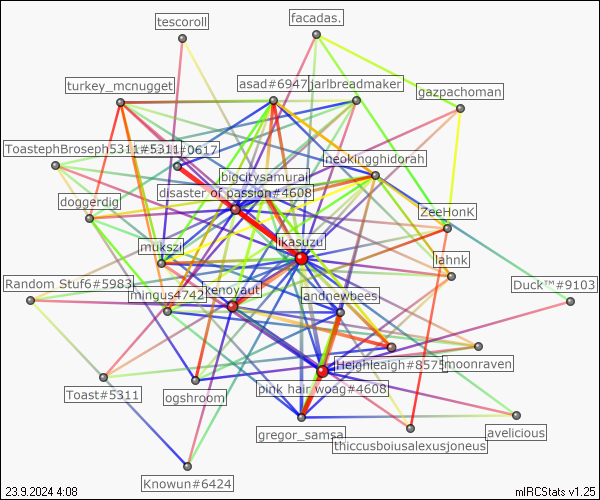 tescoroll
facadas.
turkey_mcnugget
asad#6947
jarlbreadmaker
gazpachoman
ToastephBroseph5311#5311
#0617
neokingghidorah
bigcitysamurai
disaster of passion#4608
doggerdig
ZeeHonK
mukszi
ikasuzu
lahnk
Random Stuf6#5983
mingus4742
kenoyaut
andnewbees
Duck™#9103
Heighleigh#8575
moonraven
Toast#5311
ogshroom
pink hair woag#4608
gregor_samsa
avelicious
thiccusboiusalexusjoneus
Knowun#6424
23.9.2024 4:08
mIRCStats v1.25